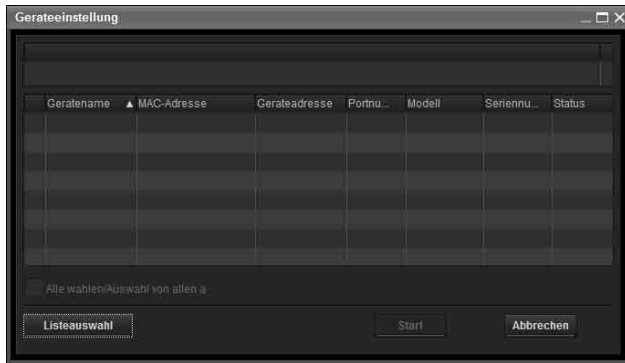 Gerateeinstellung
Geratename MAC-Adresse Gerateadresse Portnu... Modell Seriennu... Status
Alle wahlen/Auswahl von allen a
Listeauswahl Start Abbrechen